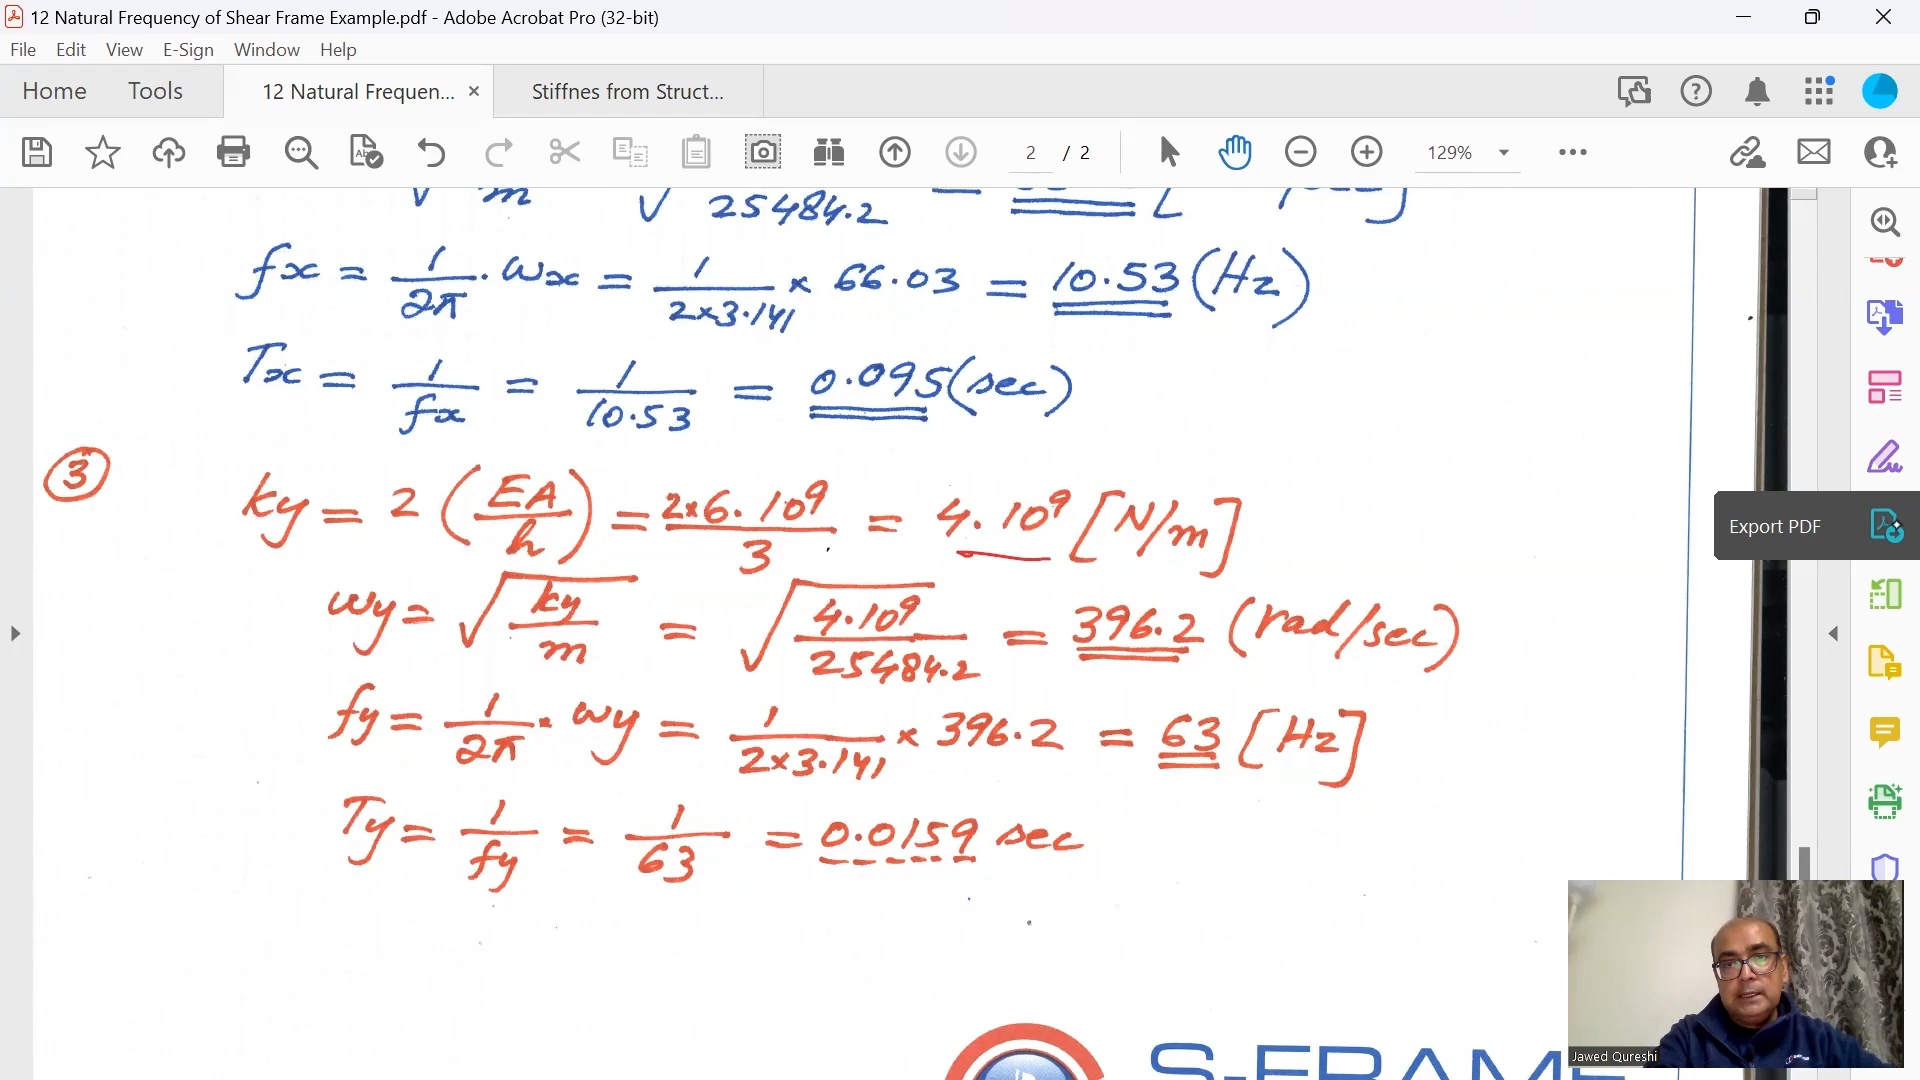 12 Natural Frequency of Shear Frame Example.pdf - Adobe Acrobat Pro (32-bit)
File Edit View E-Sign Window Help
Home Tools 12 Natural Frequen... × Stiffnes from Struct...
2 / 2 129%
m 25484.2 =
fx = 1/2π · ωx = 1/2×3.141 × 66.03 = 10.53 (Hz)
Tx = 1/fx = 1/10.53 = 0.095 (sec)
③ ky = 2 (EA/h) = 2×6.10⁹/3 = 4.10⁹ [N/m]
Export PDF
ωy = √ky/m = √4.10⁹/25484.2 = 396.2 (rad/sec)
fy = 1/2π · ωy = 1/2×3.141 × 396.2 = 63 [Hz]
Ty = 1/fy = 1/63 = 0.0159 sec
Jawed Qureshi
S-FRAME